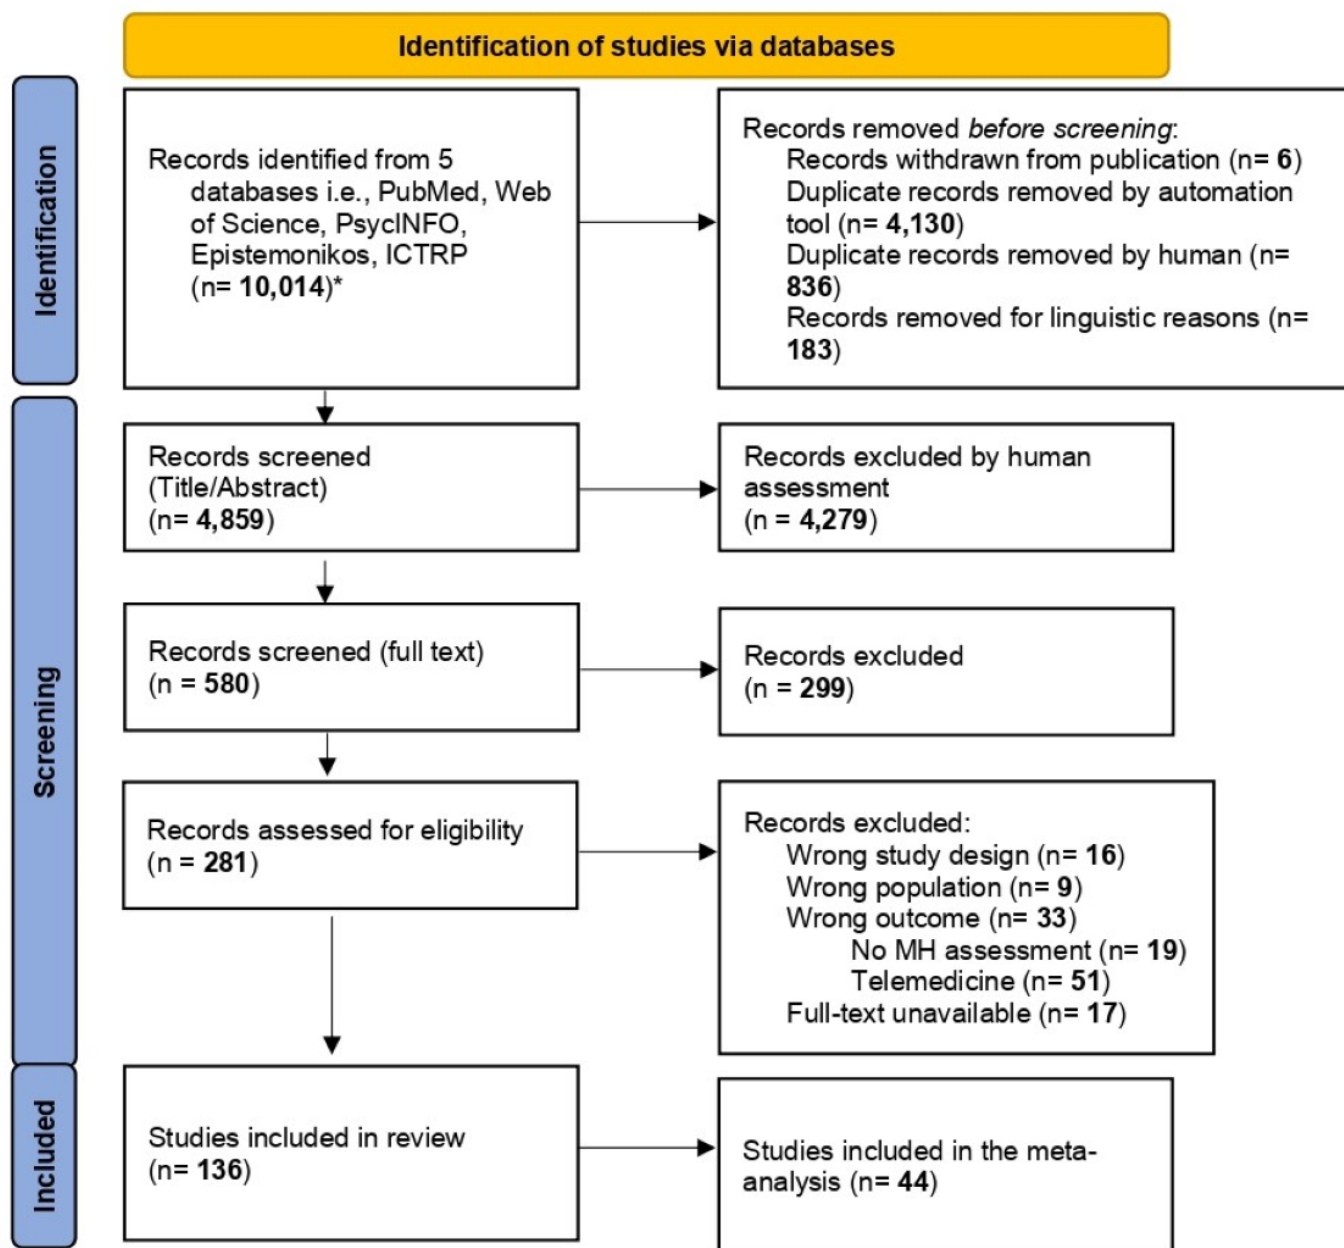 Identification of studies via databases
Identification
Records identified from 5
databases i.e., PubMed, Web
of Science, PsycINFO,
Epistemonikos, ICTRP
(n= 10,014)*
Records removed before screening:
Records withdrawn from publication (n= 6)
Duplicate records removed by automation
tool (n= 4,130)
Duplicate records removed by human (n=
836)
Records removed for linguistic reasons (n=
183)
Screening
Records screened
(Title/Abstract)
(n= 4,859)
Records excluded by human
assessment
(n = 4,279)
Records screened (full text)
(n = 580)
Records excluded
(n = 299)
Records assessed for eligibility
(n = 281)
Records excluded:
Wrong study design (n= 16)
Wrong population (n= 9)
Wrong outcome (n= 33)
No MH assessment (n= 19)
Telemedicine (n= 51)
Full-text unavailable (n= 17)
Included
Studies included in review
(n= 136)
Studies included in the meta-
analysis (n= 44)